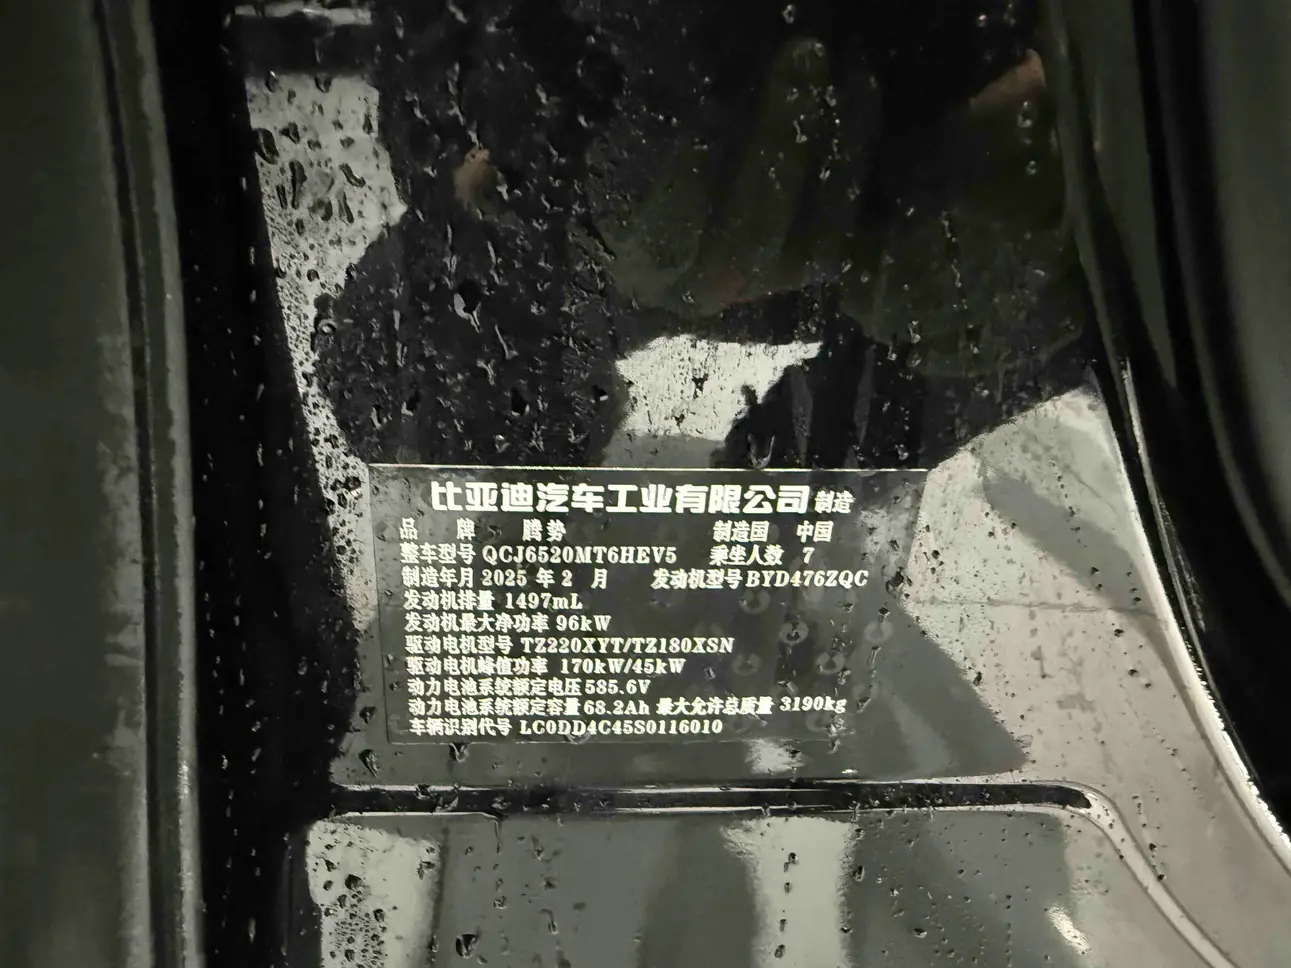 比亚迪汽车工业有限公司制造
品 牌 腾势 制造国 中国
整车型号 QCJ6520MT6HEV5 乘坐人数 7
制造年月 2025 年 2 月 发动机型号 BYD476ZQC
发动机排量 1497mL
发动机最大净功率 96kW
驱动电机型号 TZ220XYT/TZ180XSN
驱动电机峰值功率 170kW/45kW
动力电池系统额定电压 585.6V
动力电池系统额定容量 68.2Ah 最大允许总质量 3190kg
车辆识别代号 LC0DD4C45S0116010